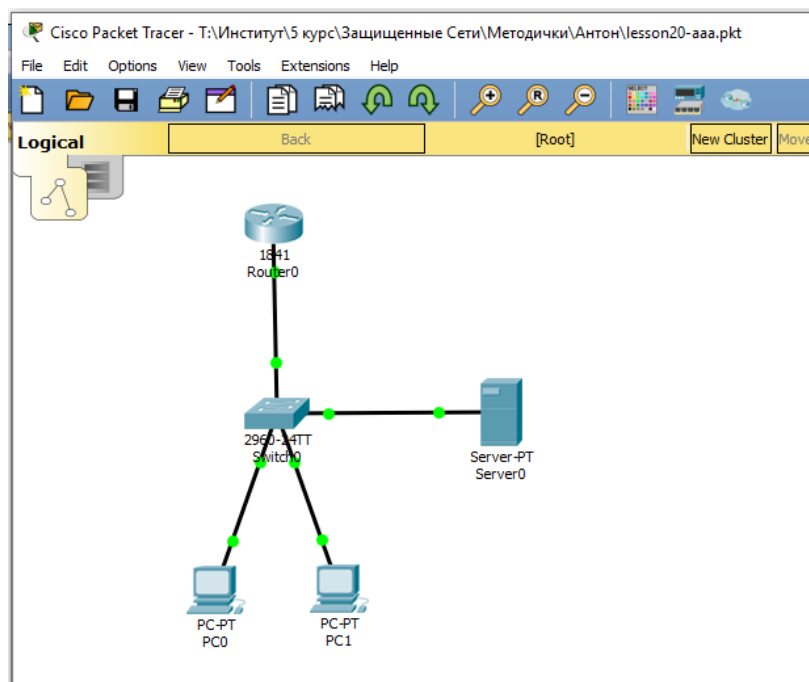 Cisco Packet Tracer - T:\Институт\5 курс\Защищенные Сети\Методички\Антон\lesson20-aaa.pkt
File Edit Options View Tools Extensions Help
Logical Back [Root] New Cluster Move
1841
Router0
2960-24TT
Switch0
Server-PT
Server0
PC-PT
PC0
PC-PT
PC1